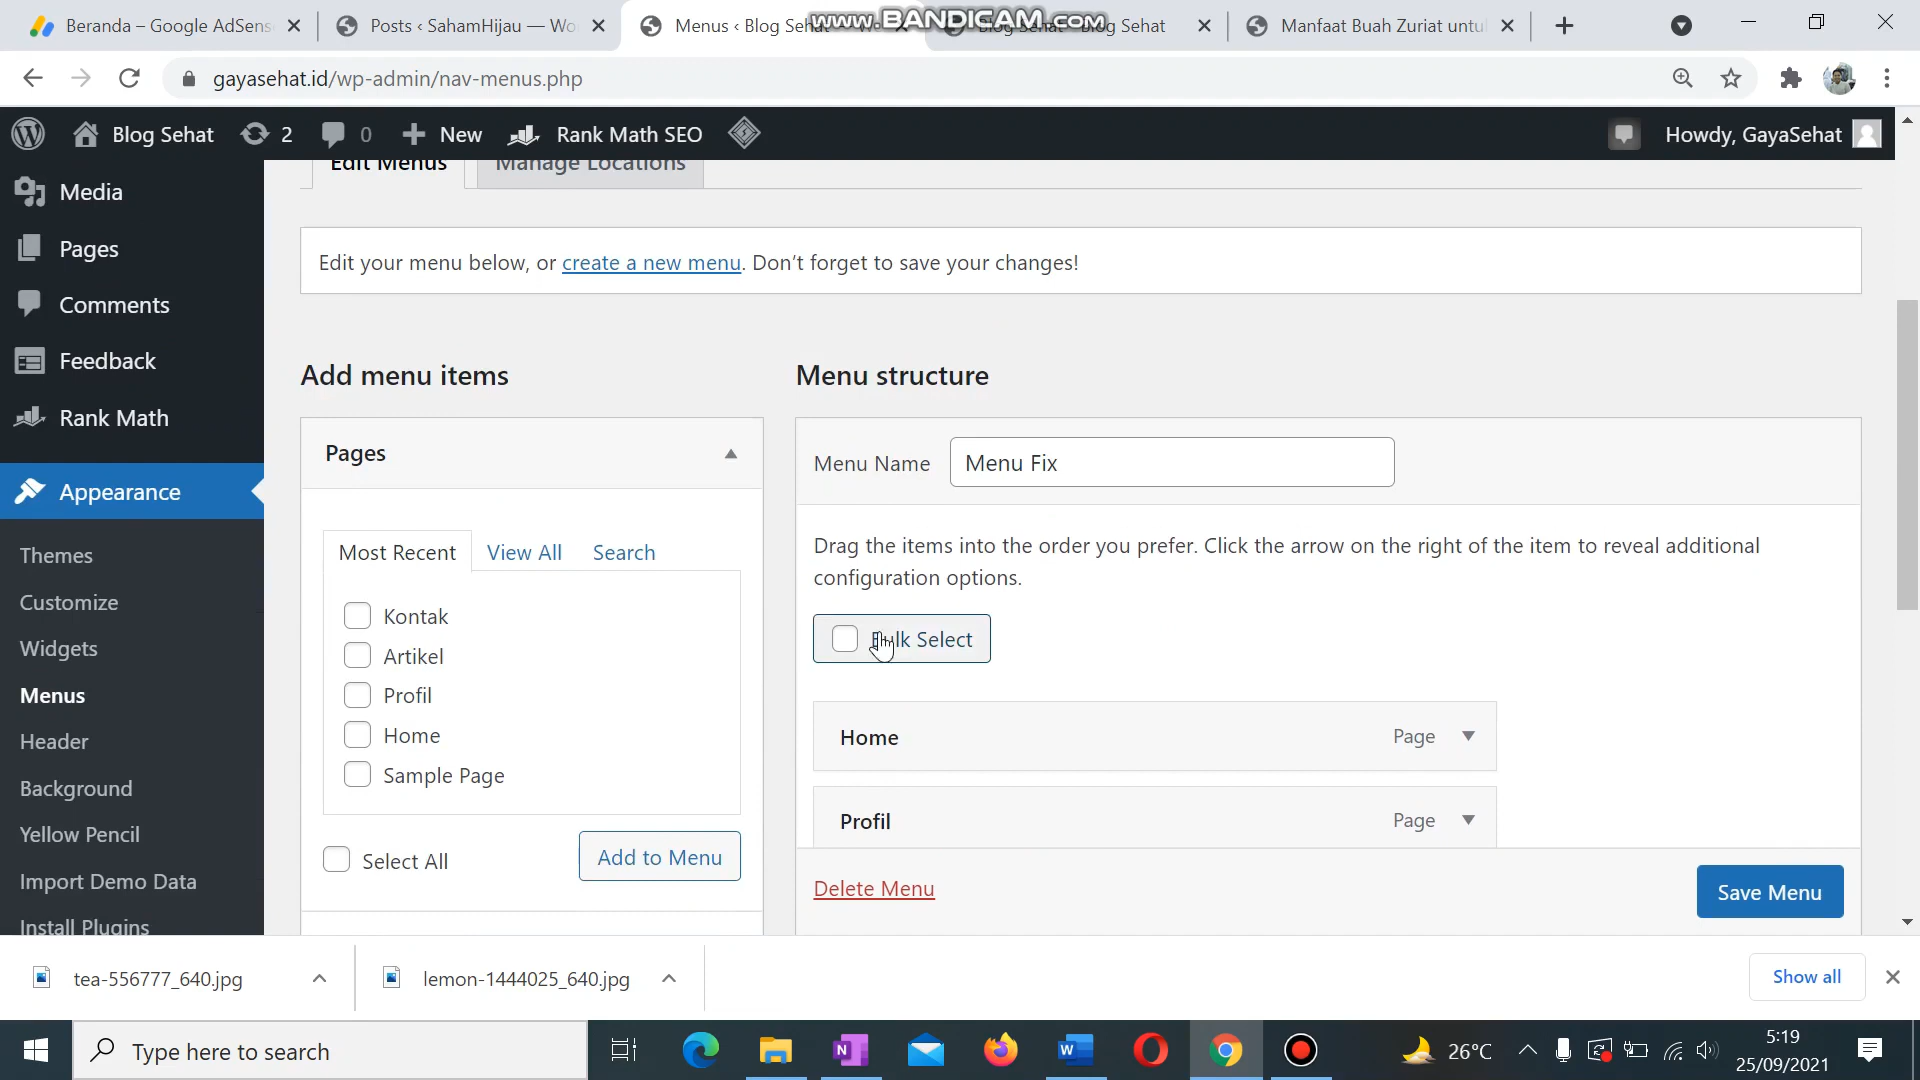 Beranda – Google AdSens
Posts ‹ SahamHijau — Wo
Menus ‹ Blog Sehat
www.BANDICAM.com
Blog Sehat – Blog Sehat
Manfaat Buah Zuriat untu
gayasehat.id/wp-admin/nav-menus.php
Blog Sehat
2
0
New
Rank Math SEO
Howdy, GayaSehat
Media
Pages
Comments
Feedback
Rank Math
Appearance
Themes
Customize
Widgets
Menus
Header
Background
Yellow Pencil
Import Demo Data
Install Plugins
Edit Menus
Manage Locations
Edit your menu below, or create a new menu. Don’t forget to save your changes!
Add menu items
Pages
Most Recent
View All
Search
Kontak
Artikel
Profil
Home
Sample Page
Select All
Add to Menu
Menu structure
Menu Name
Menu Fix
Drag the items into the order you prefer. Click the arrow on the right of the item to reveal additional
configuration options.
Bulk Select
Home
Page
Profil
Page
Delete Menu
Save Menu
tea-556777_640.jpg
lemon-1444025_640.jpg
Show all
Type here to search
26°C
5:19
25/09/2021